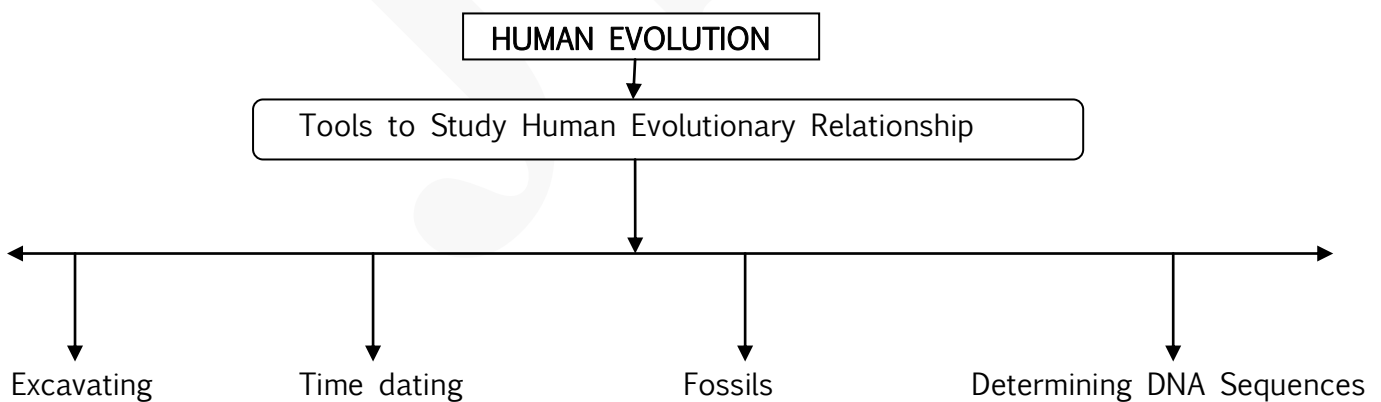 HUMAN EVOLUTION
Tools to Study Human Evolutionary Relationship
Excavating Time dating Fossils Determining DNA Sequences